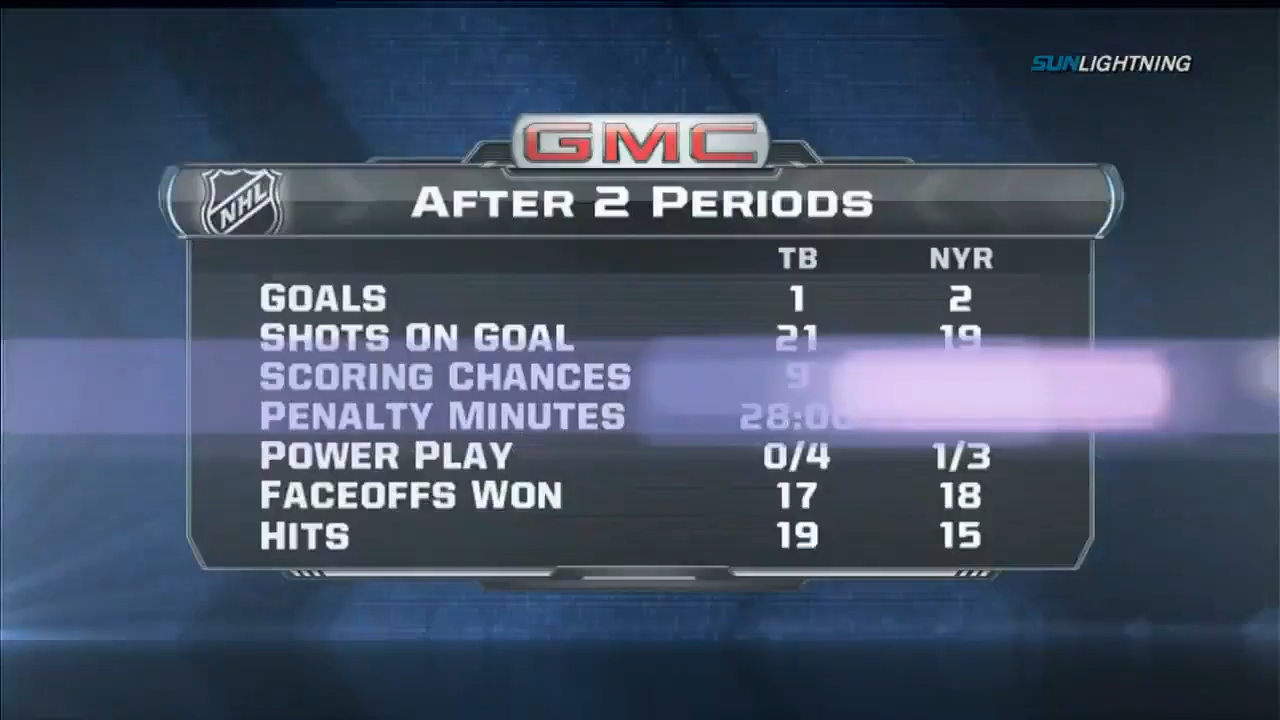 SUNLIGHTNING
GMC
NHL
AFTER 2 PERIODS
TB NYR
GOALS 1 2
SHOTS ON GOAL 21 19
SCORING CHANCES 9
PENALTY MINUTES
POWER PLAY 0/4 1/3
FACEOFFS WON 17 18
HITS 19 15